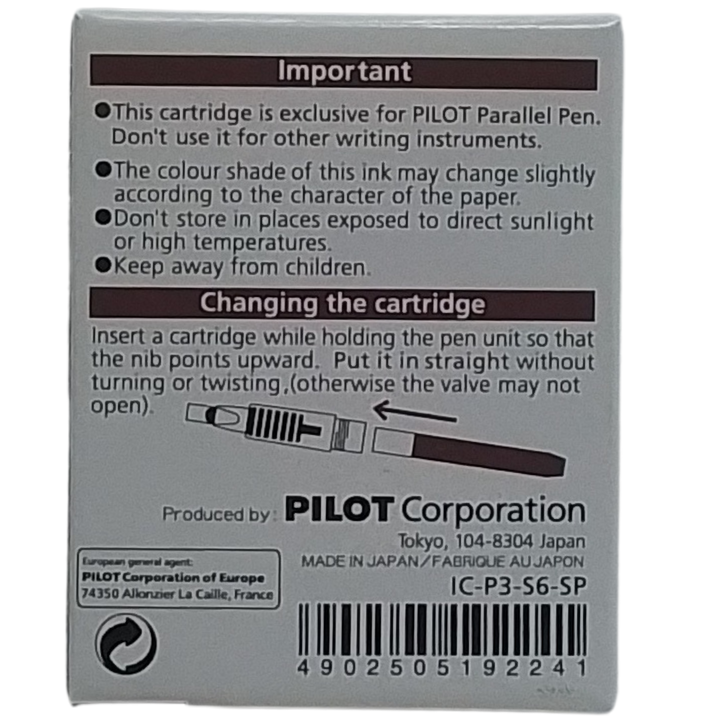 Important
●This cartridge is exclusive for PILOT Parallel Pen.
Don't use it for other writing instruments.
●The colour shade of this ink may change slightly
according to the character of the paper.
●Don't store in places exposed to direct sunlight
or high temperatures.
●Keep away from children.
Changing the cartridge
Insert a cartridge while holding the pen unit so that
the nib points upward. Put it in straight without
turning or twisting,(otherwise the valve may not
open).
Produced by: PILOT Corporation
Tokyo, 104-8304 Japan
MADE IN JAPAN/FABRIQUE AU JAPON
IC-P3-S6-SP
European general agent:
PILOT Corporation of Europe
74350 Allonzier La Caille, France
4902505192241